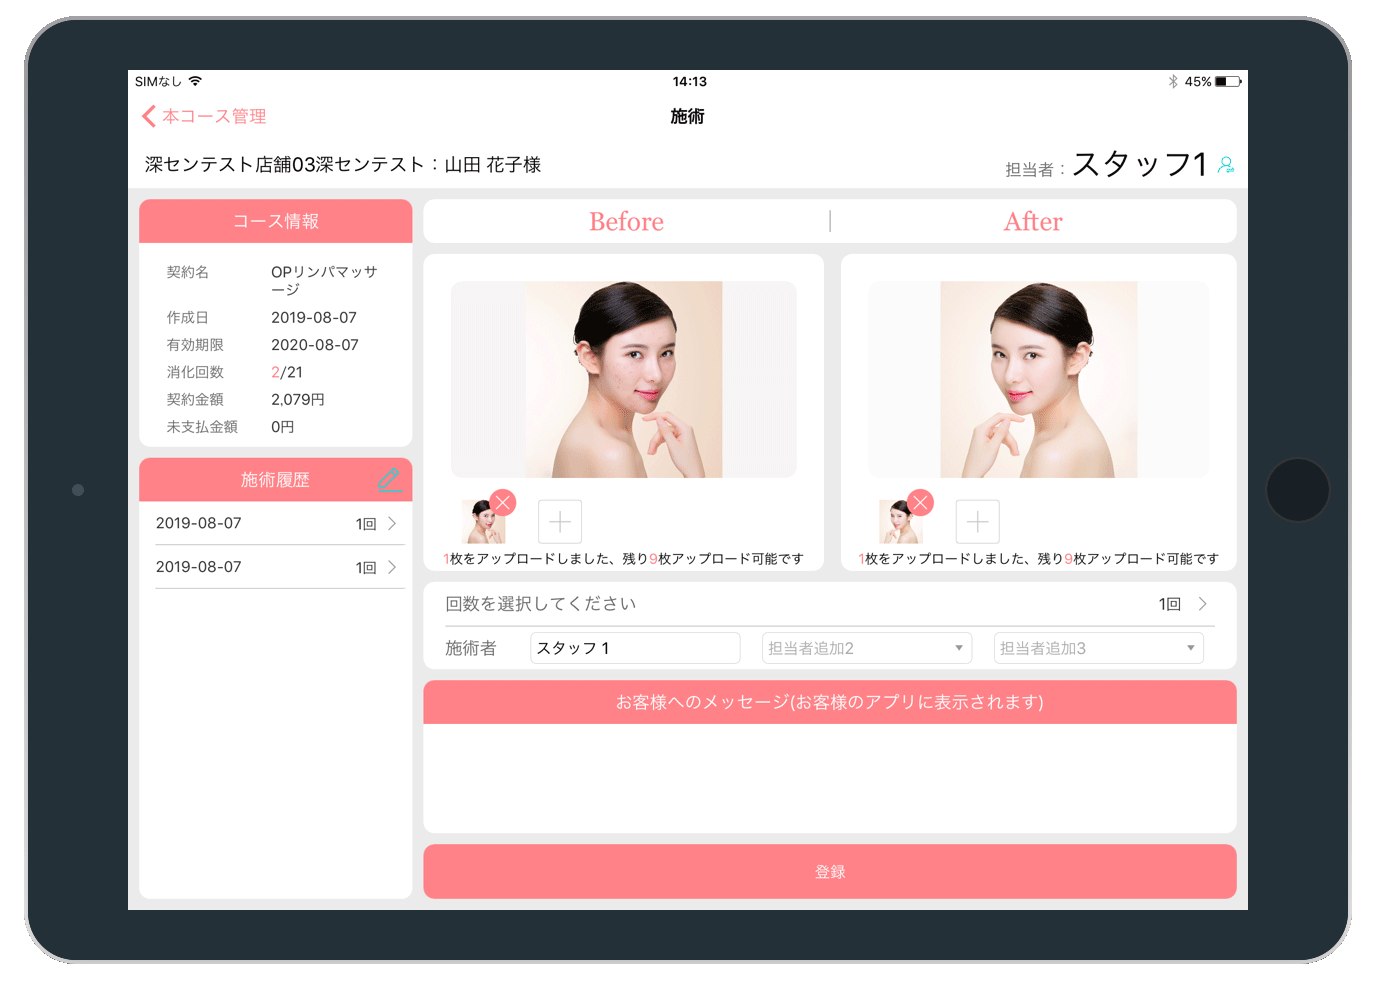 SIMなし
14:13
45%
本コース管理
施術
深センテスト店舗03深センテスト：山田 花子様
担当者：スタッフ1
コース情報
契約名 OPリンパマッサ
ージ
作成日 2019-08-07
有効期限 2020-08-07
消化回数 2/21
契約金額 2,079円
未支払金額 0円
施術履歴
2019-08-07 1回
2019-08-07 1回
Before
After
1枚をアップロードしました、残り9枚アップロード可能です
1枚をアップロードしました、残り9枚アップロード可能です
回数を選択してください 1回
施術者 スタッフ 1 担当者追加2 担当者追加3
お客様へのメッセージ(お客様のアプリに表示されます)
登録